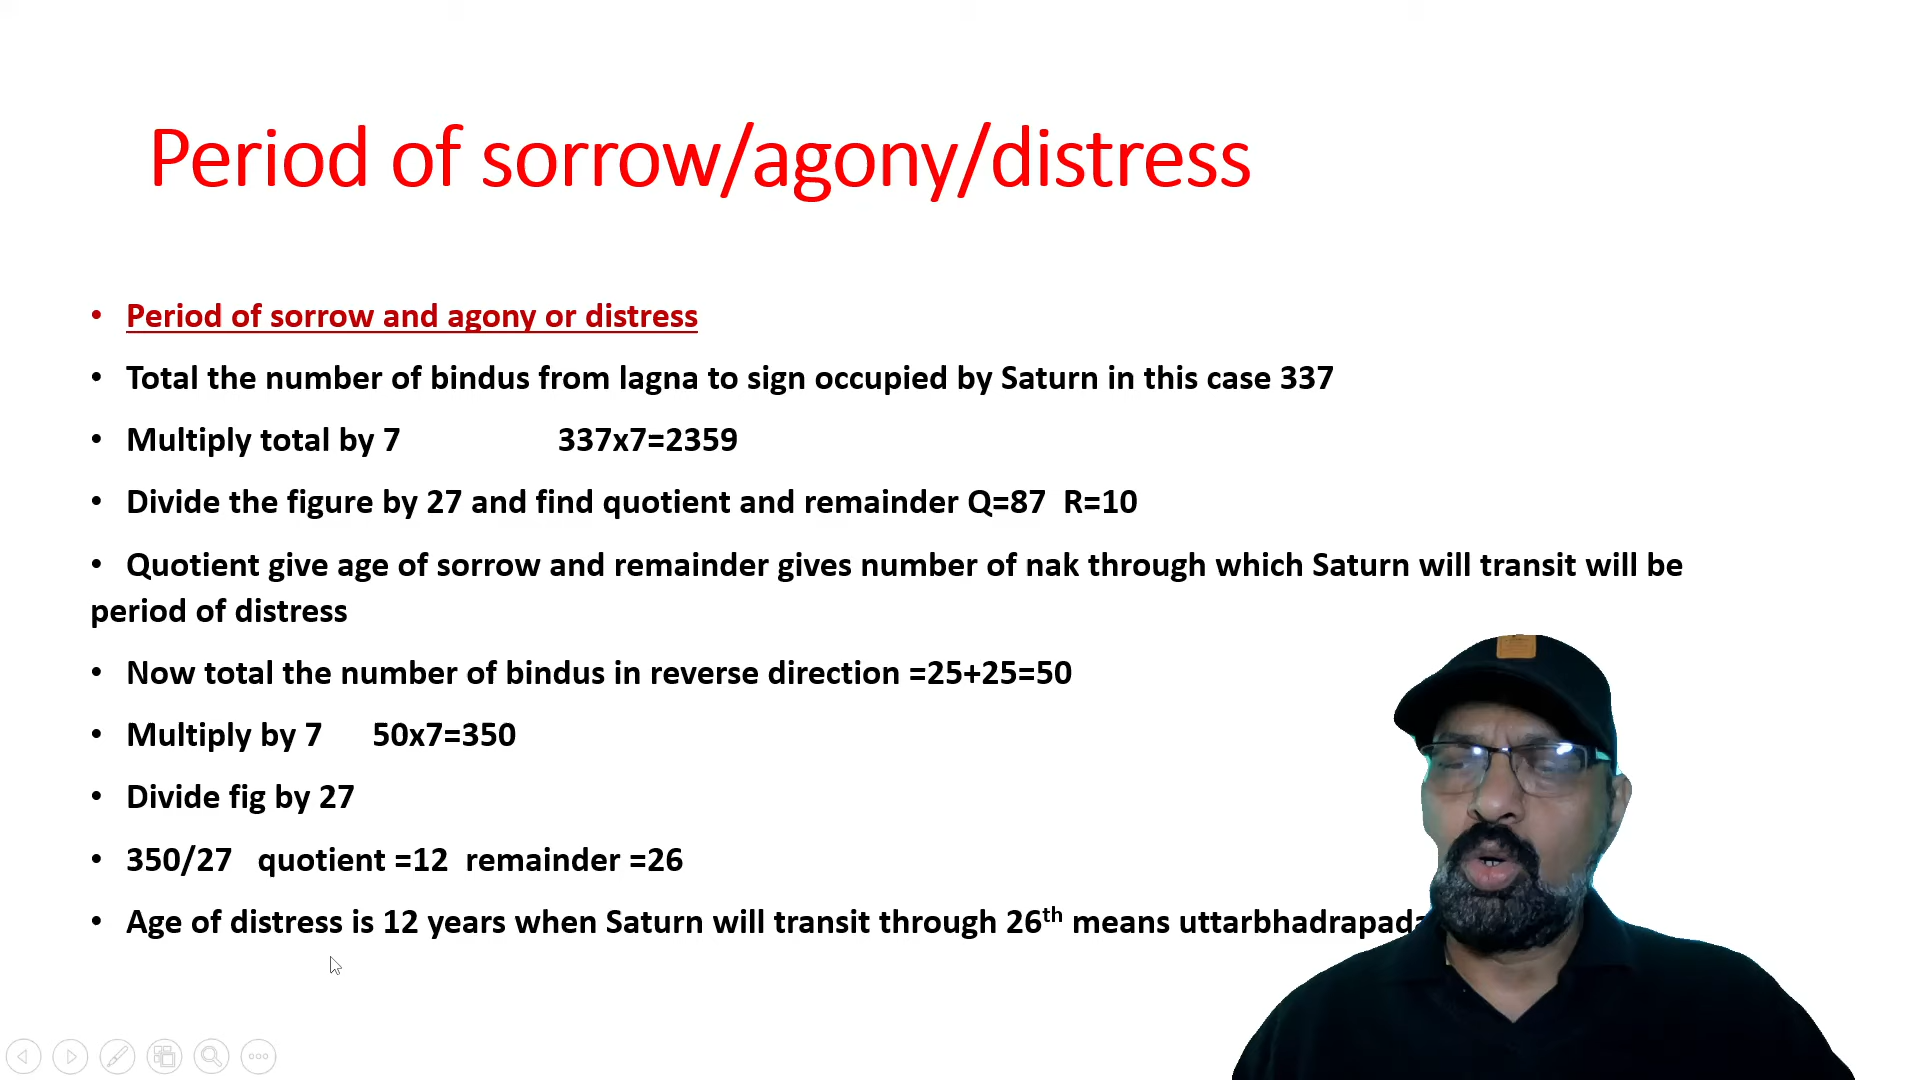 Period of sorrow/agony/distress
• Period of sorrow and agony or distress
• Total the number of bindus from lagna to sign occupied by Saturn in this case 337
• Multiply total by 7 337x7=2359
• Divide the figure by 27 and find quotient and remainder Q=87 R=10
• Quotient give age of sorrow and remainder gives number of nak through which Saturn will transit will be
period of distress
• Now total the number of bindus in reverse direction =25+25=50
• Multiply by 7 50x7=350
• Divide fig by 27
• 350/27 quotient =12 remainder =26
• Age of distress is 12 years when Saturn will transit through 26th means uttarbhadrapada